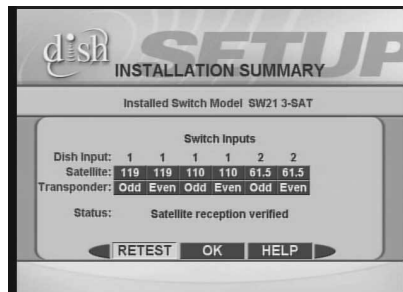 dish SETUP
INSTALLATION SUMMARY
Installed Switch Model SW21 3-SAT
Switch Inputs
Dish Input: 1 1 1 1 2 2
Satellite: 119 119 110 110 61.5 61.5
Transponder: Odd Even Odd Even Odd Even
Status: Satellite reception verified
RETEST OK HELP